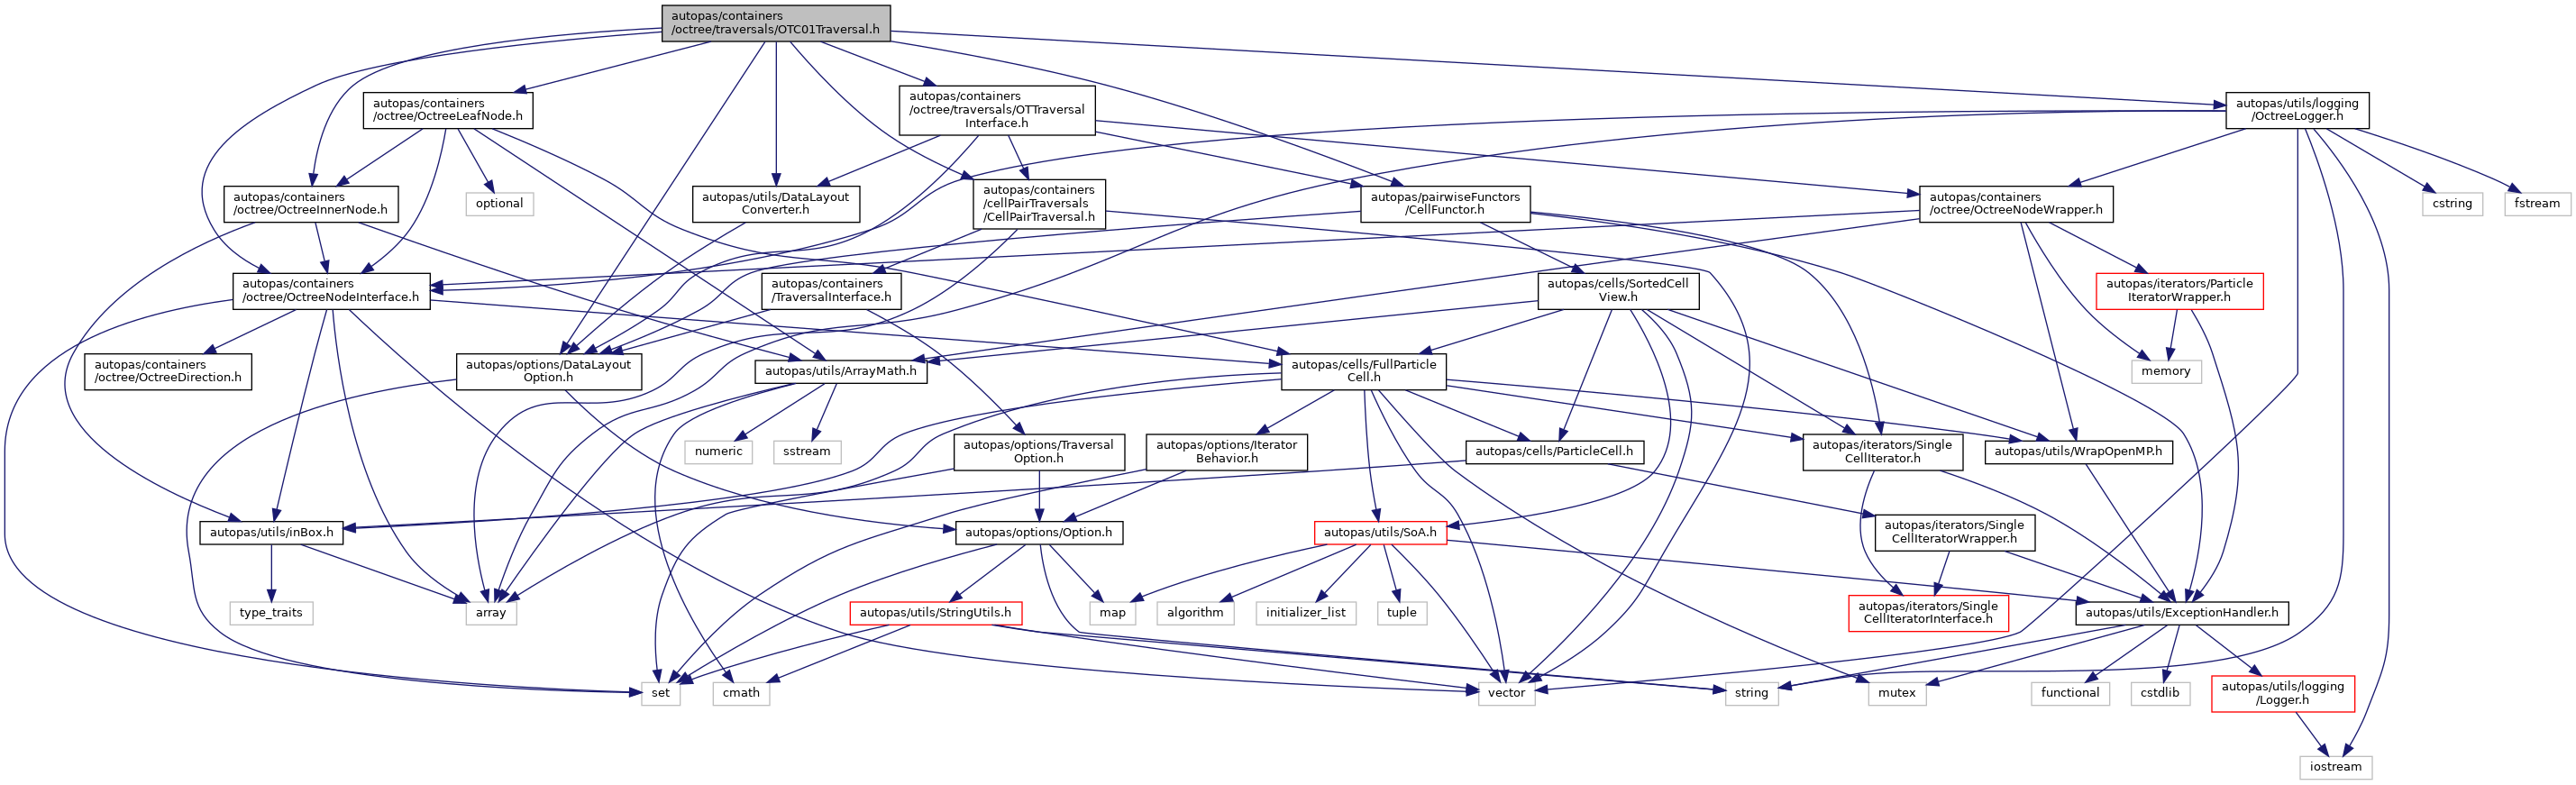 autopas/containers
/octree/traversals/OTC01Traversal.h
autopas/containers
/octree/OctreeLeafNode.h
autopas/containers
/octree/traversals/OTTraversal
Interface.h
autopas/utils/logging
/OctreeLogger.h
autopas/containers
/octree/OctreeInnerNode.h
optional
autopas/utils/DataLayout
Converter.h
autopas/containers
/cellPairTraversals
/CellPairTraversal.h
autopas/pairwiseFunctors
/CellFunctor.h
autopas/containers
/octree/OctreeNodeWrapper.h
cstring
fstream
autopas/containers
/octree/OctreeNodeInterface.h
autopas/containers
/TraversalInterface.h
autopas/cells/SortedCell
View.h
autopas/iterators/Particle
IteratorWrapper.h
autopas/containers
/octree/OctreeDirection.h
autopas/options/DataLayout
Option.h
autopas/utils/ArrayMath.h
autopas/cells/FullParticle
Cell.h
memory
numeric
sstream
autopas/options/Traversal
Option.h
autopas/options/Iterator
Behavior.h
autopas/cells/ParticleCell.h
autopas/iterators/Single
CellIterator.h
autopas/utils/WrapOpenMP.h
autopas/utils/inBox.h
autopas/options/Option.h
autopas/utils/SoA.h
autopas/iterators/Single
CellIteratorWrapper.h
type_traits
array
autopas/utils/StringUtils.h
map
algorithm
initializer_list
tuple
autopas/iterators/Single
CellIteratorInterface.h
autopas/utils/ExceptionHandler.h
set
cmath
vector
string
mutex
functional
cstdlib
autopas/utils/logging
/Logger.h
iostream